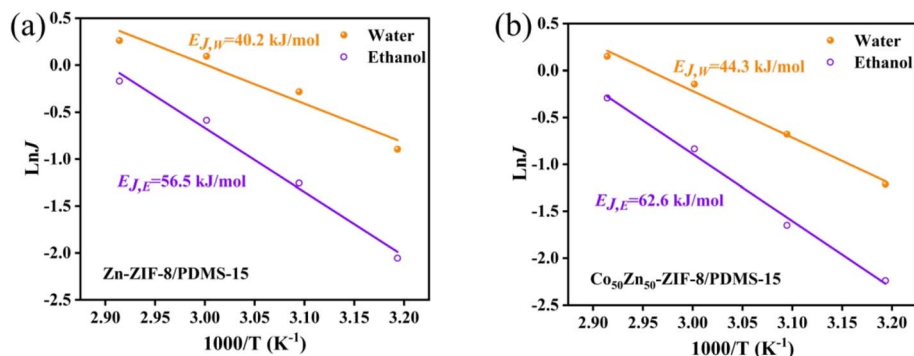 (a)
0.5
0.0
-0.5
-1.0
-1.5
-2.0
-2.5
LnJ
E_{J,W}=40.2 kJ/mol
Water
Ethanol
E_{J,E}=56.5 kJ/mol
Zn-ZIF-8/PDMS-15
2.90 2.95 3.00 3.05 3.10 3.15 3.20
1000/T (K⁻¹)
(b)
0.5
0.0
-0.5
-1.0
-1.5
-2.0
-2.5
LnJ
Water
Ethanol
E_{J,W}=44.3 kJ/mol
E_{J,E}=62.6 kJ/mol
Co₅₀Zn₅₀-ZIF-8/PDMS-15
2.90 2.95 3.00 3.05 3.10 3.15 3.20
1000/T (K⁻¹)